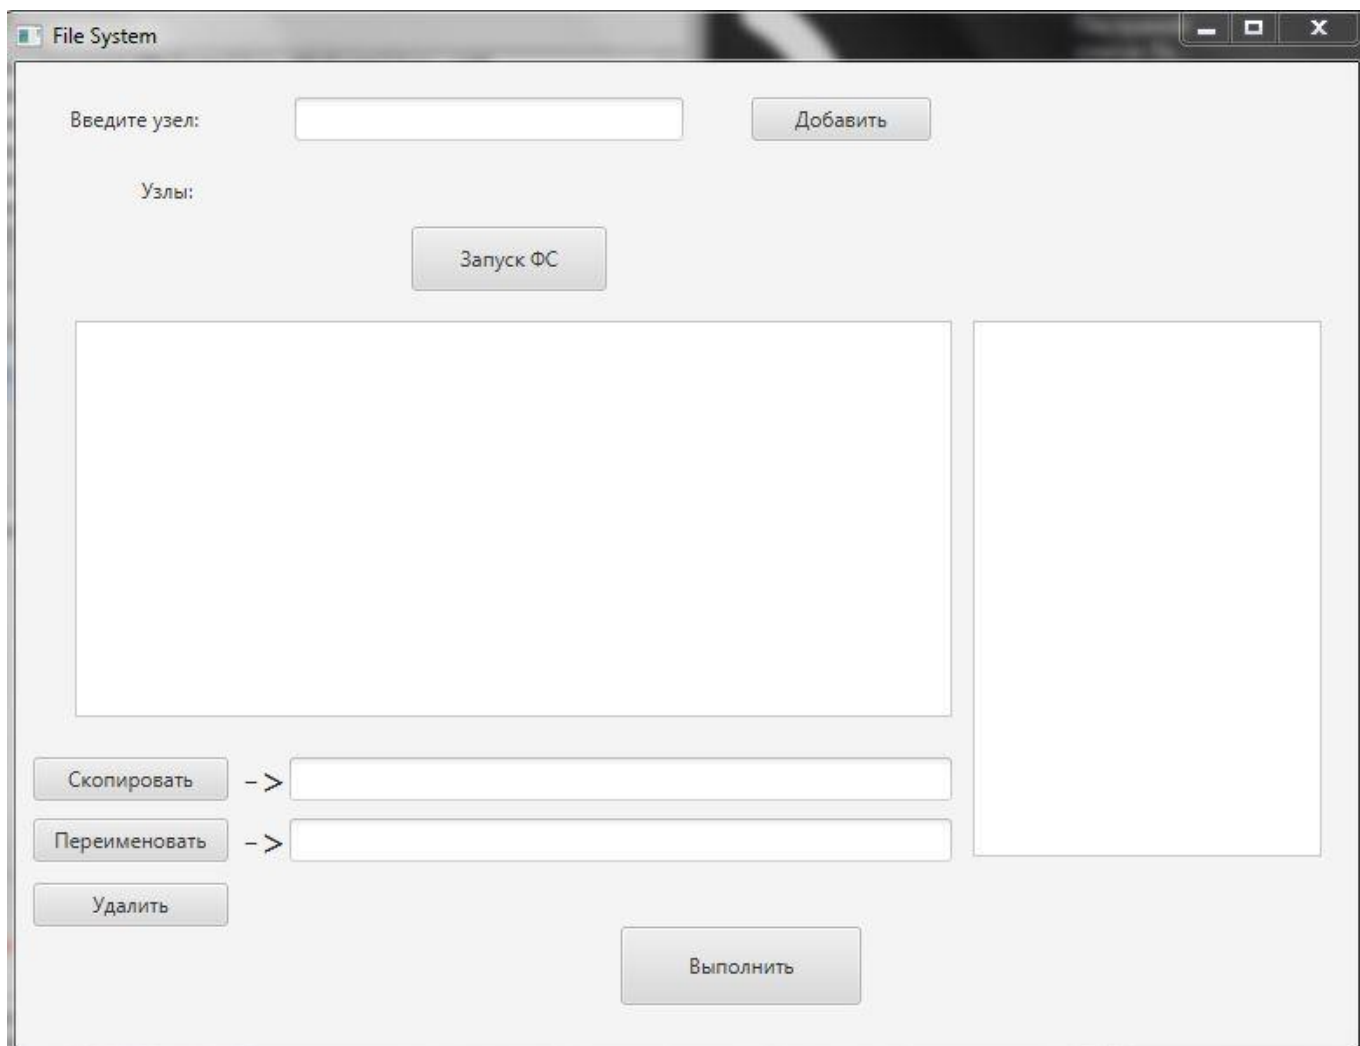 File System
Введите узел:
Добавить
Узлы:
Запуск ФС
Скопировать ->
Переименовать ->
Удалить
Выполнить